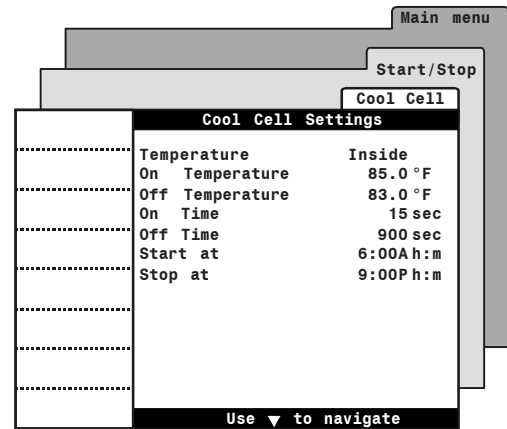 Main menu
Start/Stop
Cool Cell
Cool Cell Settings
Temperature Inside
On Temperature 85.0 °F
Off Temperature 83.0 °F
On Time 15 sec
Off Time 900 sec
Start at 6:00A h:m
Stop at 9:00P h:m
Use ▼ to navigate